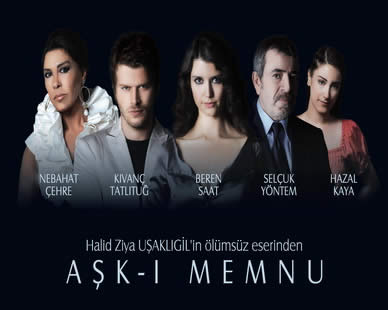 NEBAHAT ÇEHRE
KIVANÇ TATLITUĞ
BEREN SAAT
SELÇUK YÖNTEM
HAZAL KAYA
Halid Ziya UŞAKLIGİL'in ölümsüz eserinden
AŞK-I MEMNU